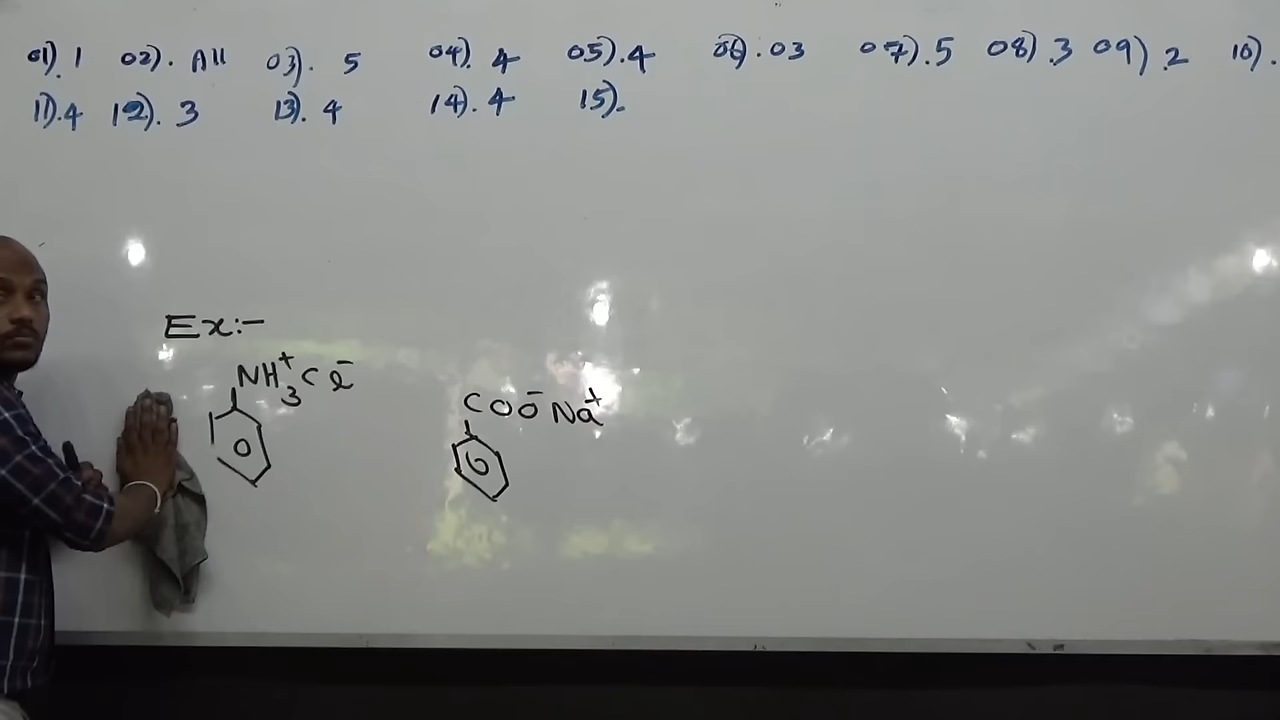 01). 1 02). All 03). 5 04). 4 05). 4 06). 03 07). 5 08). 3 09). 2 10).
11). 4 12). 3 13). 4 14). 4 15).
Ex:-
NH₃⁺Cl⁻
COO⁻Na⁺